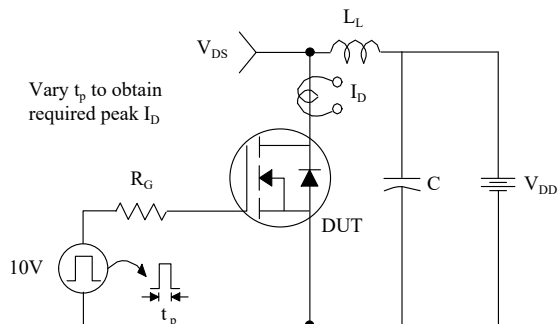 L_L
V_DS
Vary t_p to obtain
required peak I_D
I_D
R_G
C
V_DD
DUT
10V
t_p